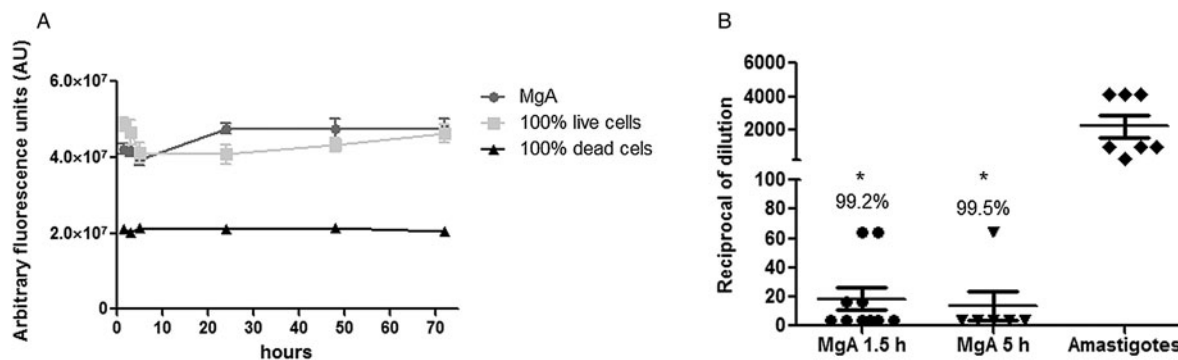 A
Arbitrary fluorescence units (AU)
6.0×10⁷
4.0×10⁷
2.0×10⁷
0
0 10 20 30 40 50 60 70
hours
MgA
100% live cells
100% dead cels
B
Reciprocal of dilution
6000
4000
2000
0
100
80
60
40
20
0
* *
99.2% 99.5%
MgA 1.5 h MgA 5 h Amastigotes